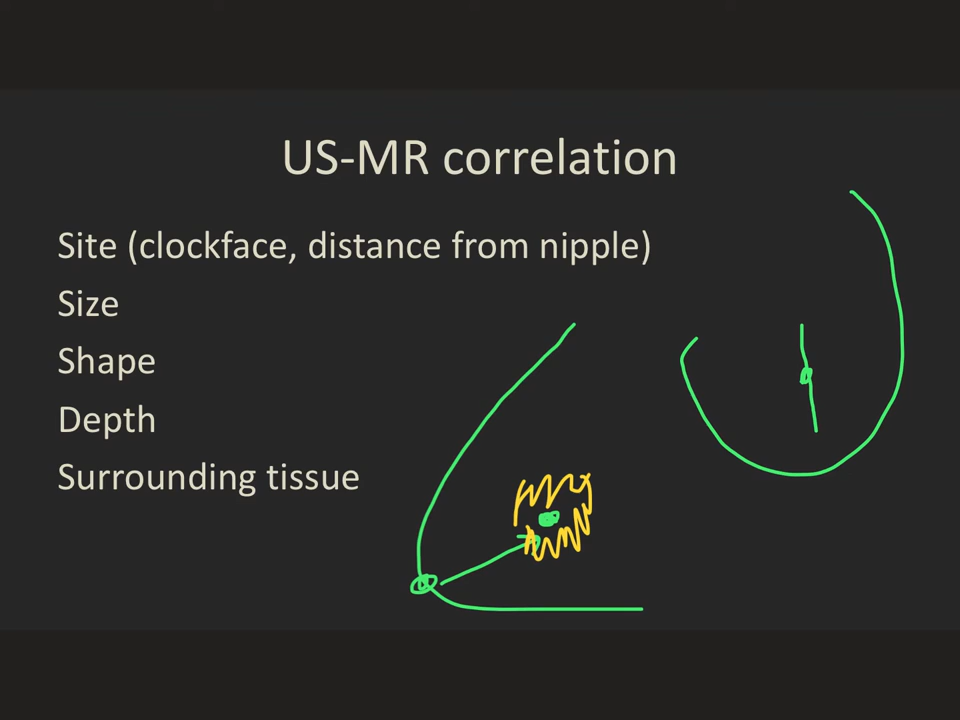 US-MR correlation
Site (clockface, distance from nipple)
Size
Shape
Depth
Surrounding tissue